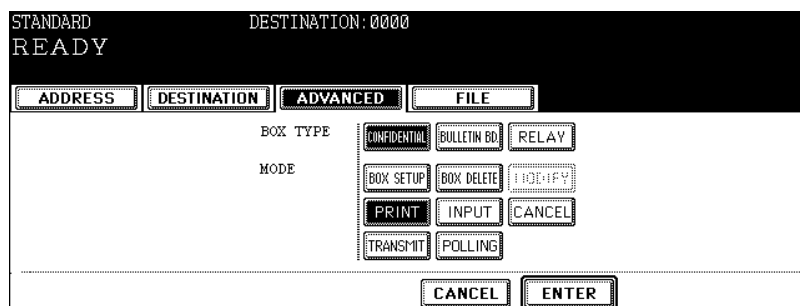 STANDARD DESTINATION:0000
READY
ADDRESS DESTINATION ADVANCED FILE
BOX TYPE CONFIDENTIAL BULLETIN BD. RELAY
MODE BOX SETUP BOX DELETE MODIFY
PRINT INPUT CANCEL
TRANSMIT POLLING
CANCEL ENTER